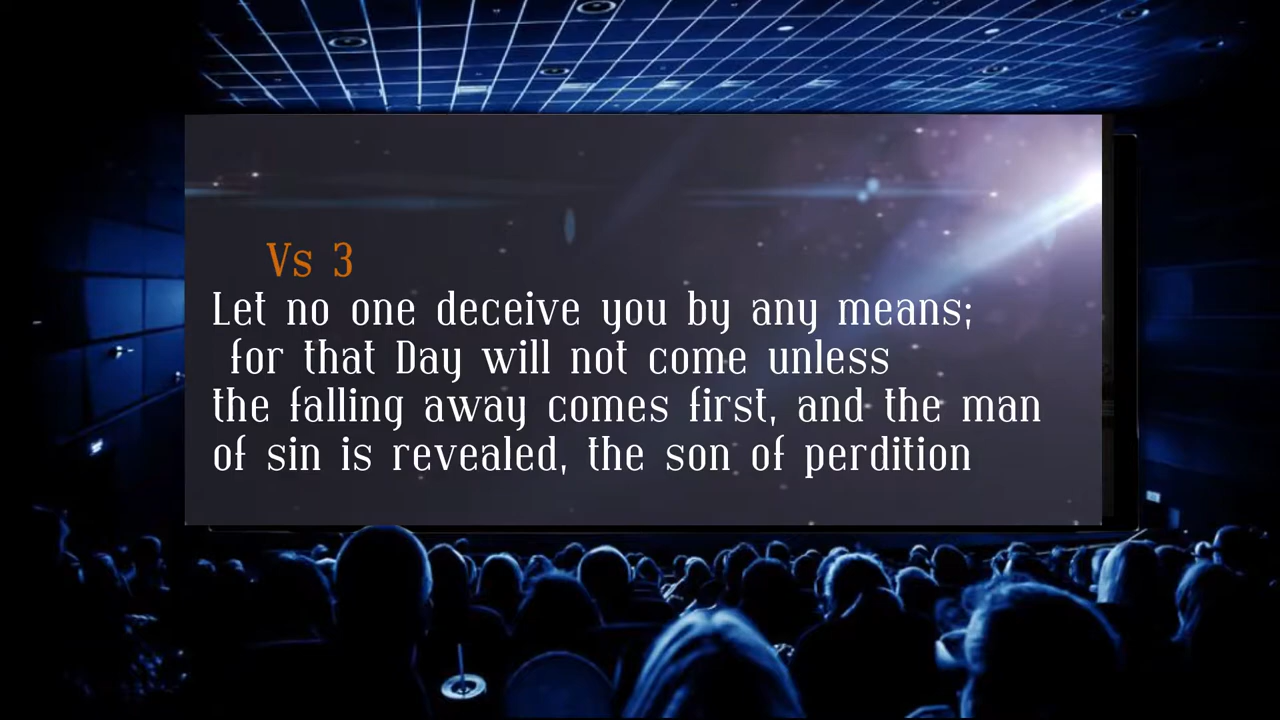 Vs 3
Let no one deceive you by any means;
for that Day will not come unless
the falling away comes first, and the man
of sin is revealed, the son of perdition